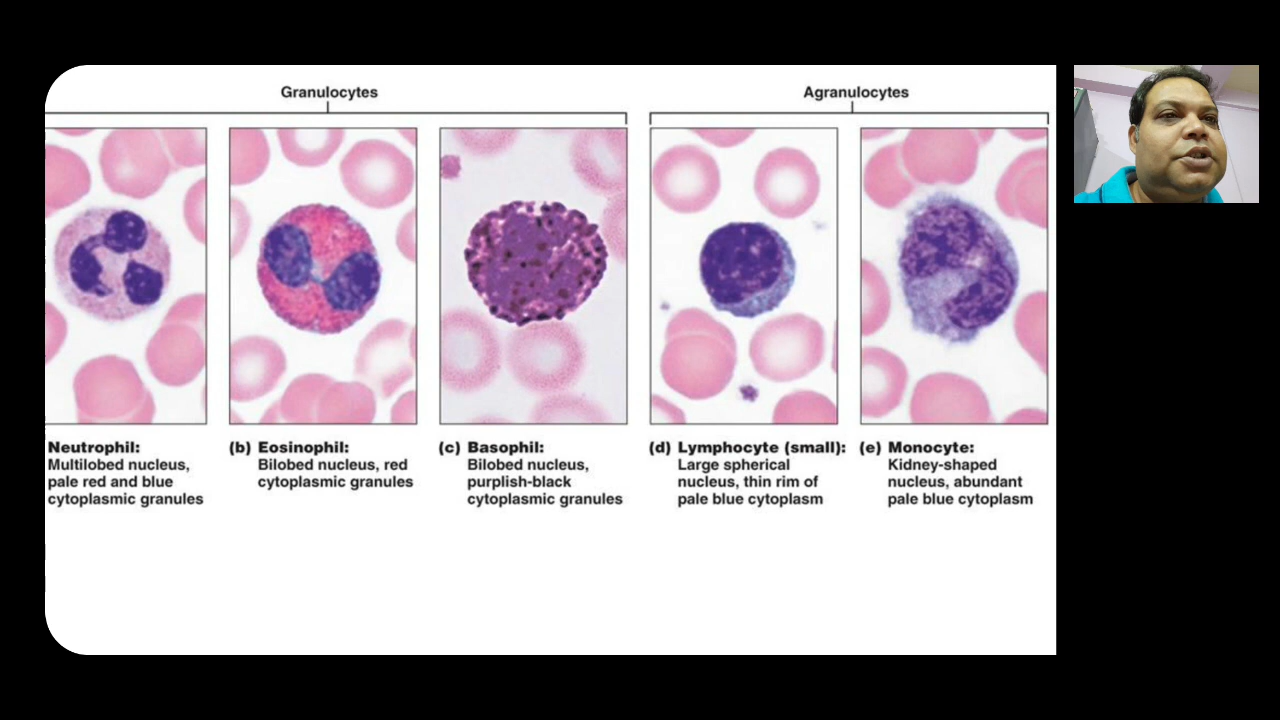 Granulocytes
Agranulocytes
Neutrophil:
Multilobed nucleus,
pale red and blue
cytoplasmic granules
(b) Eosinophil:
Bilobed nucleus, red
cytoplasmic granules
(c) Basophil:
Bilobed nucleus,
purplish-black
cytoplasmic granules
(d) Lymphocyte (small):
Large spherical
nucleus, thin rim of
pale blue cytoplasm
(e) Monocyte:
Kidney-shaped
nucleus, abundant
pale blue cytoplasm